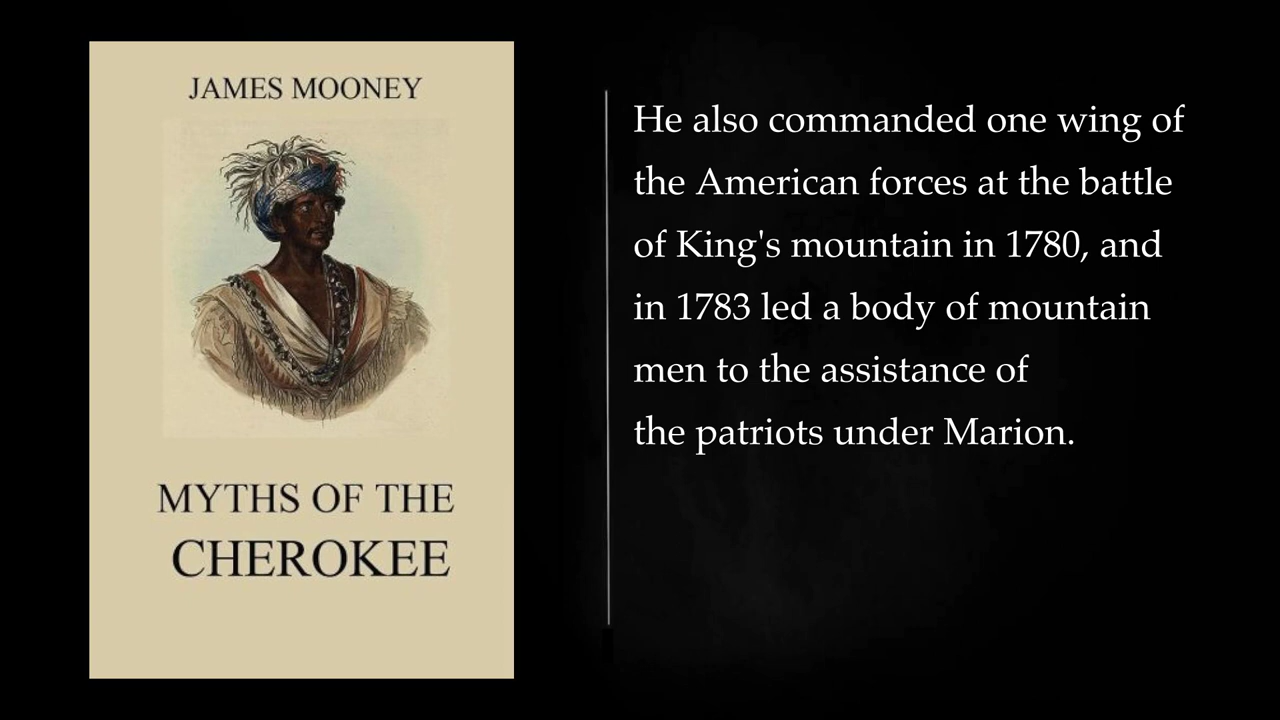 JAMES MOONEY
MYTHS OF THE
CHEROKEE
He also commanded one wing of
the American forces at the battle
of King's mountain in 1780, and
in 1783 led a body of mountain
men to the assistance of
the patriots under Marion.